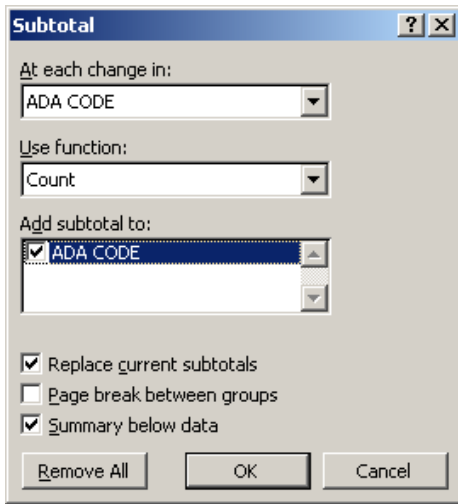 Subtotal
At each change in:
ADA CODE
Use function:
Count
Add subtotal to:
ADA CODE
Replace current subtotals
Page break between groups
Summary below data
Remove All OK Cancel